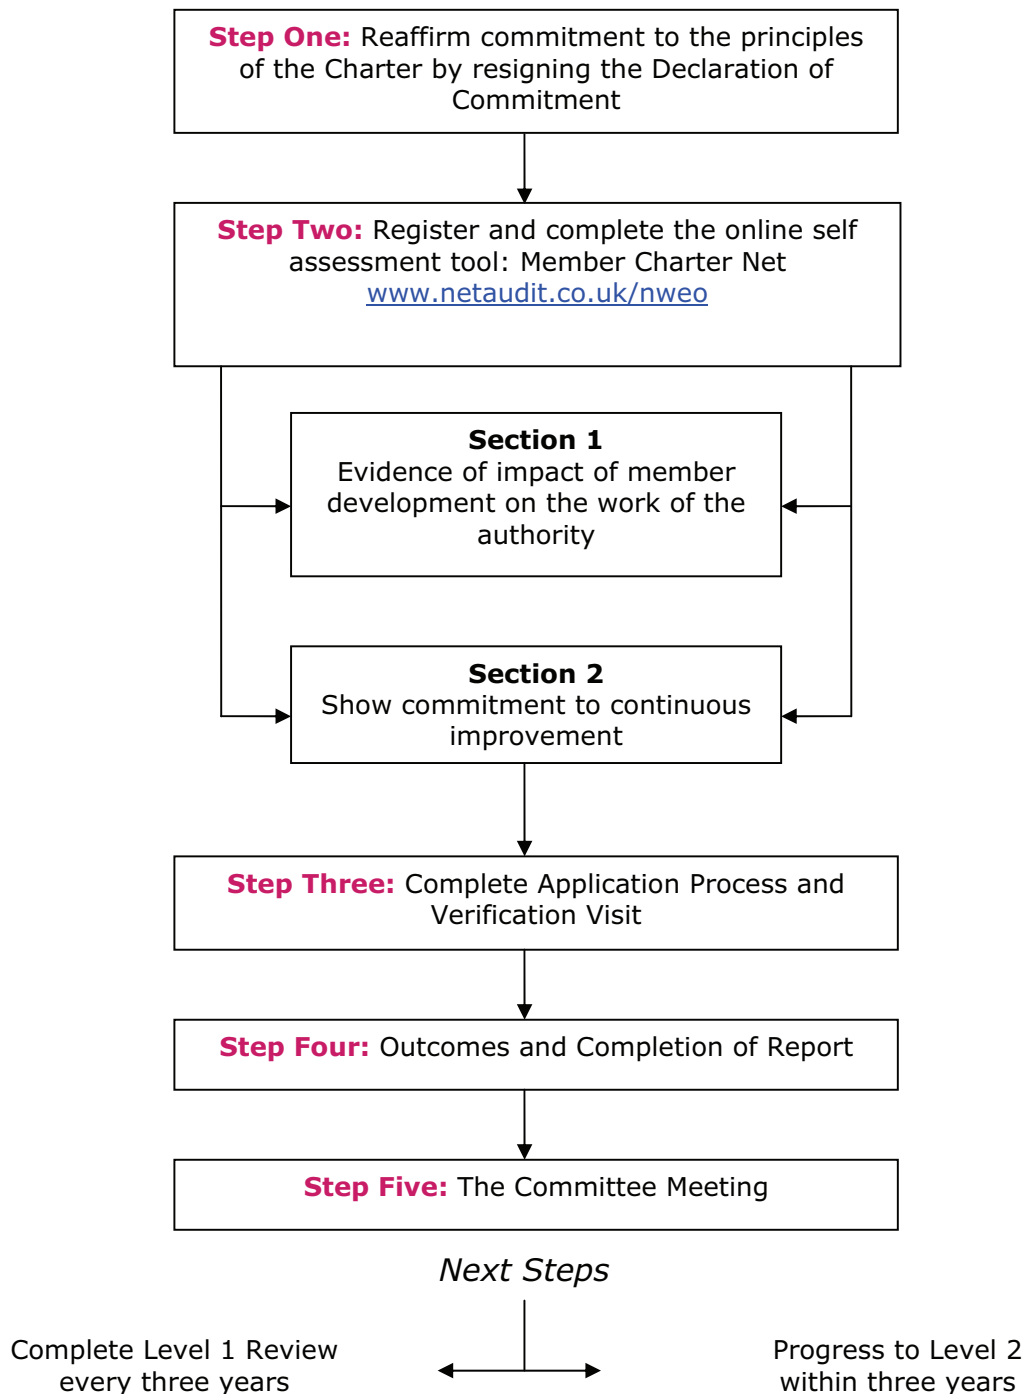 Step One: Reaffirm commitment to the principles
of the Charter by resigning the Declaration of
Commitment
Step Two: Register and complete the online self
assessment tool: Member Charter Net
www.netaudit.co.uk/nweo
Section 1
Evidence of impact of member
development on the work of the
authority
Section 2
Show commitment to continuous
improvement
Step Three: Complete Application Process and
Verification Visit
Step Four: Outcomes and Completion of Report
Step Five: The Committee Meeting
Next Steps
Complete Level 1 Review
every three years
Progress to Level 2
within three years